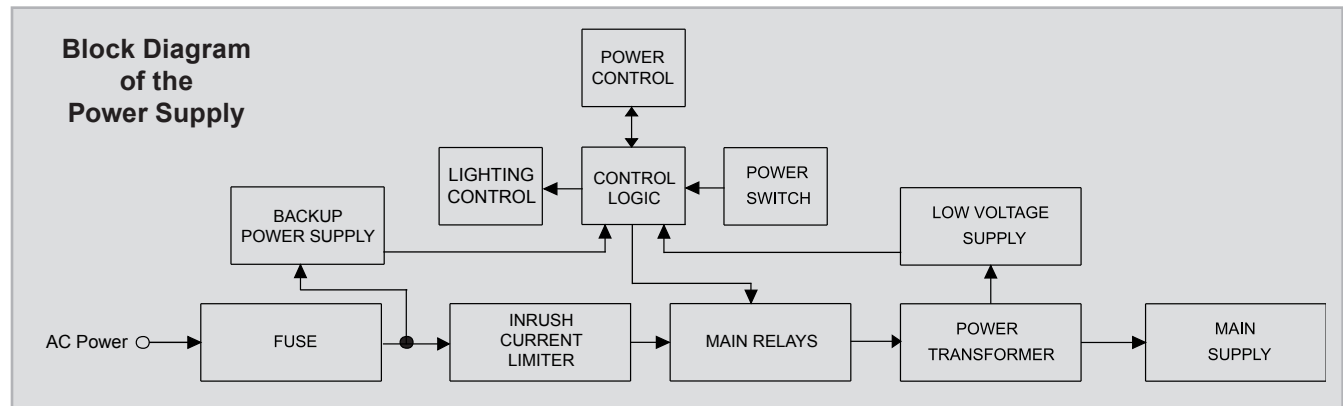 Block Diagram
of the
Power Supply
POWER
CONTROL
LIGHTING
CONTROL
CONTROL
LOGIC
POWER
SWITCH
BACKUP
POWER SUPPLY
LOW VOLTAGE
SUPPLY
AC Power
FUSE
INRUSH
CURRENT
LIMITER
MAIN RELAYS
POWER
TRANSFORMER
MAIN
SUPPLY